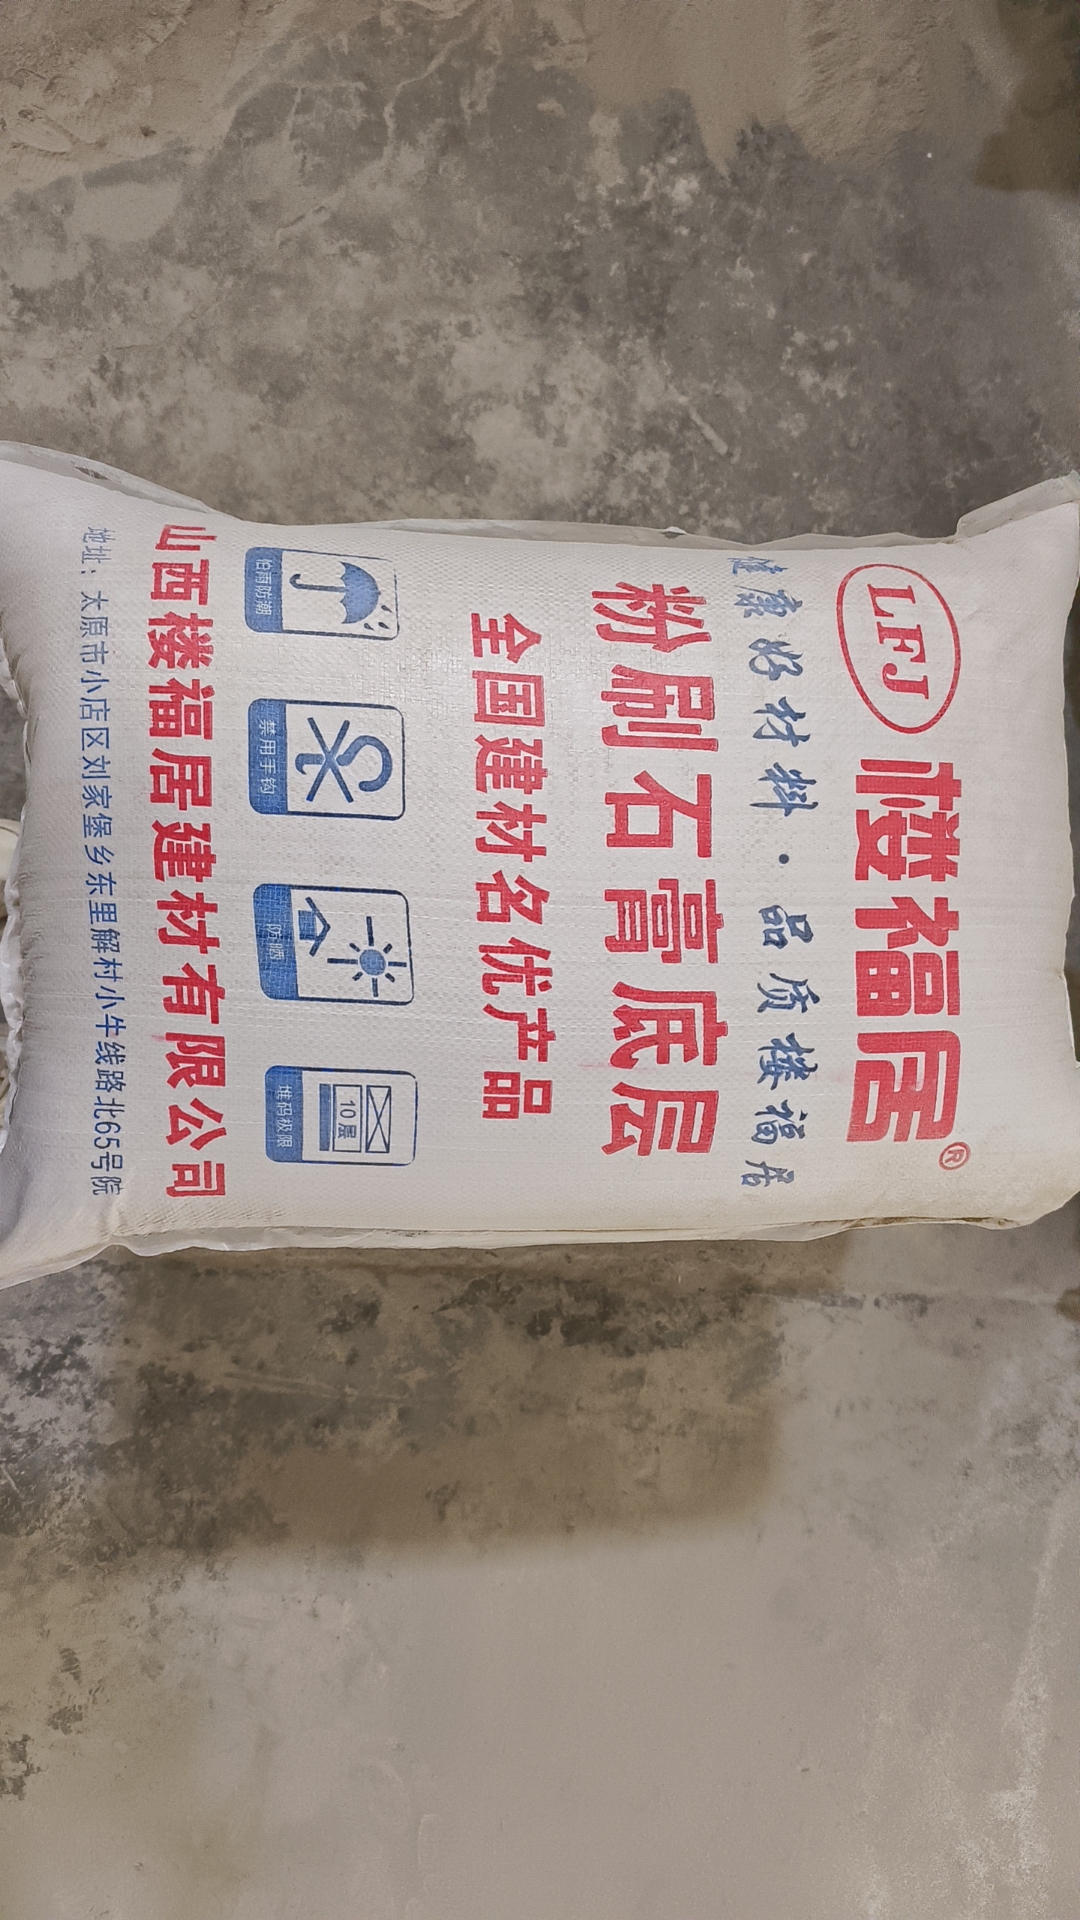 LFJ
楼福居®
健康好材料·品质楼福居
粉刷石膏底层
全国建材名优产品
怕雨防潮
禁用手钩
防晒
10层
堆码极限
山西楼福居建材有限公司
地址：太原市小店区刘家堡乡东里解村小牛线路北65号院